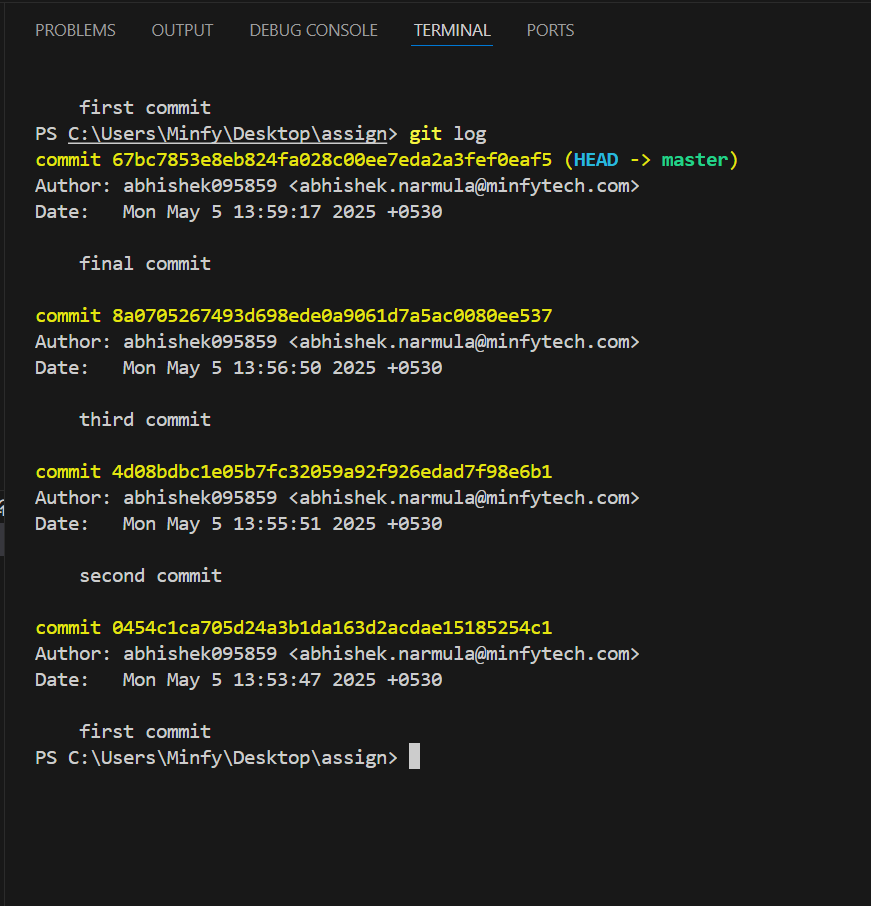 PROBLEMS OUTPUT DEBUG CONSOLE TERMINAL PORTS
first commit
PS C:\Users\Minfy\Desktop\assign> git log
commit 67bc7853e8eb824fa028c00ee7eda2a3fef0eaf5 (HEAD -> master)
Author: abhishek095859 <abhishek.narmula@minfytech.com>
Date:   Mon May 5 13:59:17 2025 +0530
final commit
commit 8a0705267493d698ede0a9061d7a5ac0080ee537
Author: abhishek095859 <abhishek.narmula@minfytech.com>
Date:   Mon May 5 13:56:50 2025 +0530
third commit
commit 4d08bdbc1e05b7fc32059a92f926edad7f98e6b1
Author: abhishek095859 <abhishek.narmula@minfytech.com>
Date:   Mon May 5 13:55:51 2025 +0530
second commit
commit 0454c1ca705d24a3b1da163d2acdae15185254c1
Author: abhishek095859 <abhishek.narmula@minfytech.com>
Date:   Mon May 5 13:53:47 2025 +0530
first commit
PS C:\Users\Minfy\Desktop\assign>